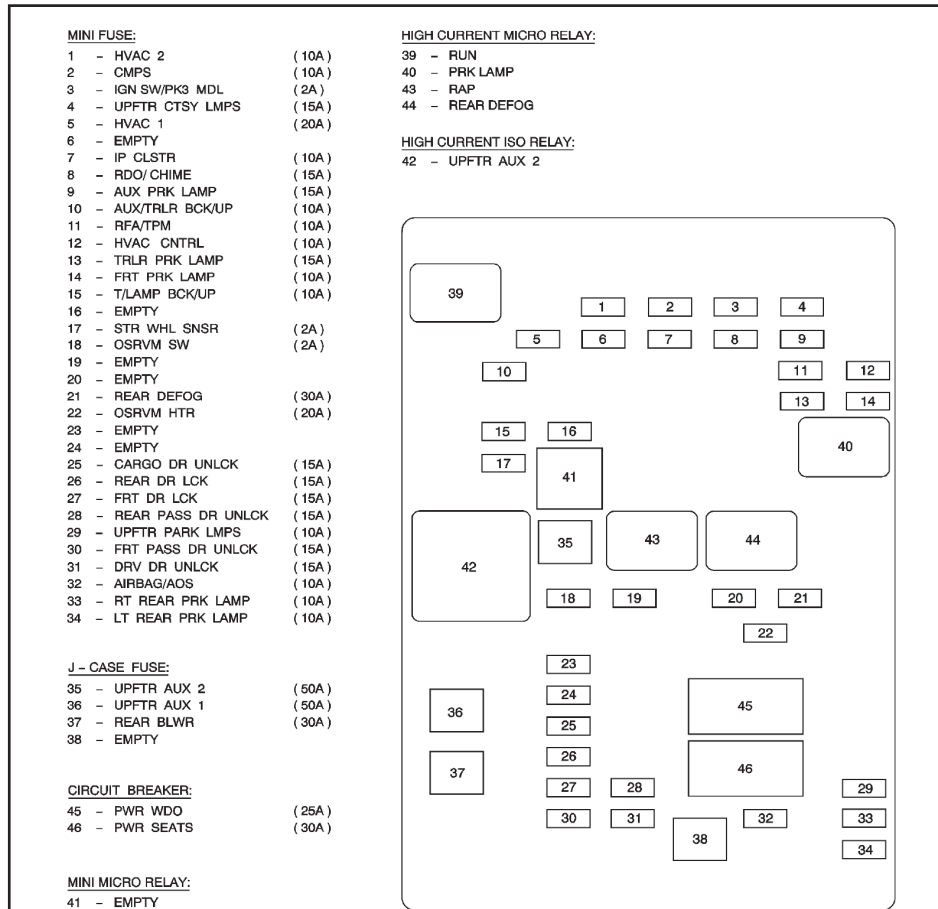 MINI FUSE:
1 – HVAC 2 (10A)
2 – CMPS (10A)
3 – IGN SW/PK3 MDL (2A)
4 – UPFTR CTSY LMPS (15A)
5 – HVAC 1 (20A)
6 – EMPTY
7 – IP CLSTR (10A)
8 – RDO/CHIME (15A)
9 – AUX PRK LAMP (15A)
10 – AUX/TRLR BCK/UP (10A)
11 – RFA/TPM (10A)
12 – HVAC CNTRL (10A)
13 – TRLR PRK LAMP (15A)
14 – FRT PRK LAMP (10A)
15 – T/LAMP BCK/UP (10A)
16 – EMPTY
17 – STR WHL SNSR (2A)
18 – OSRVM SW (2A)
19 – EMPTY
20 – EMPTY
21 – REAR DEFOG (30A)
22 – OSRVM HTR (20A)
23 – EMPTY
24 – EMPTY
25 – CARGO DR UNLCK (15A)
26 – REAR DR LCK (15A)
27 – FRT DR LCK (15A)
28 – REAR PASS DR UNLCK (15A)
29 – UPFTR PARK LMPS (10A)
30 – FRT PASS DR UNLCK (15A)
31 – DRV DR UNLCK (15A)
32 – AIRBAG/AOS (10A)
33 – RT REAR PRK LAMP (10A)
34 – LT REAR PRK LAMP (10A)
J – CASE FUSE:
35 – UPFTR AUX 2 (50A)
36 – UPFTR AUX 1 (50A)
37 – REAR BLWR (30A)
38 – EMPTY
CIRCUIT BREAKER:
45 – PWR WDO (25A)
46 – PWR SEATS (30A)
MINI MICRO RELAY:
41 – EMPTY
HIGH CURRENT MICRO RELAY:
39 – RUN
40 – PRK LAMP
43 – RAP
44 – REAR DEFOG
HIGH CURRENT ISO RELAY:
42 – UPFTR AUX 2
39
1 2 3 4
5 6 7 8 9
10 11 12
13 14
15 16
40
17 41
42 35 43 44
18 19 20 21
22
23
24
36 25 45
26
37 46
27 28 29
30 31 32 33
38
34